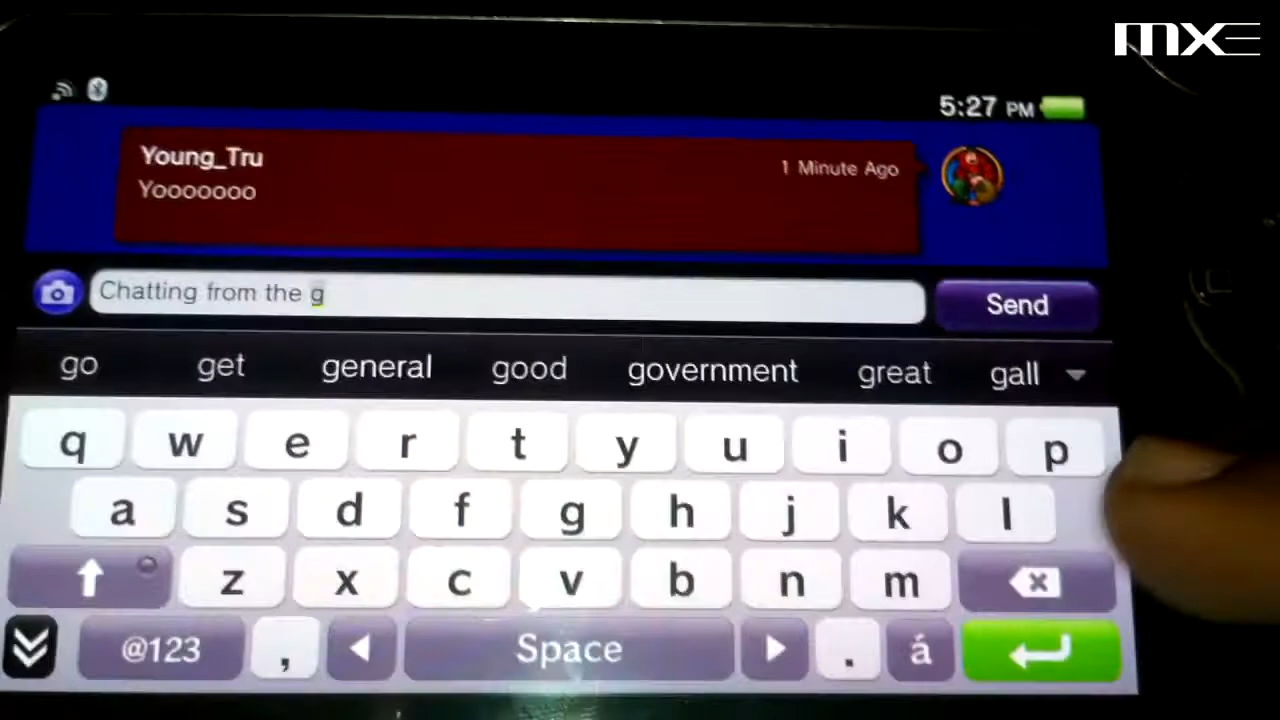 MXE
5:27 PM
Young_Tru
1 Minute Ago
Yooooooo
Chatting from the g
Send
go get general good government great gall
q w e r t y u i o p
a s d f g h j k l
z x c v b n m
@123 , Space . á